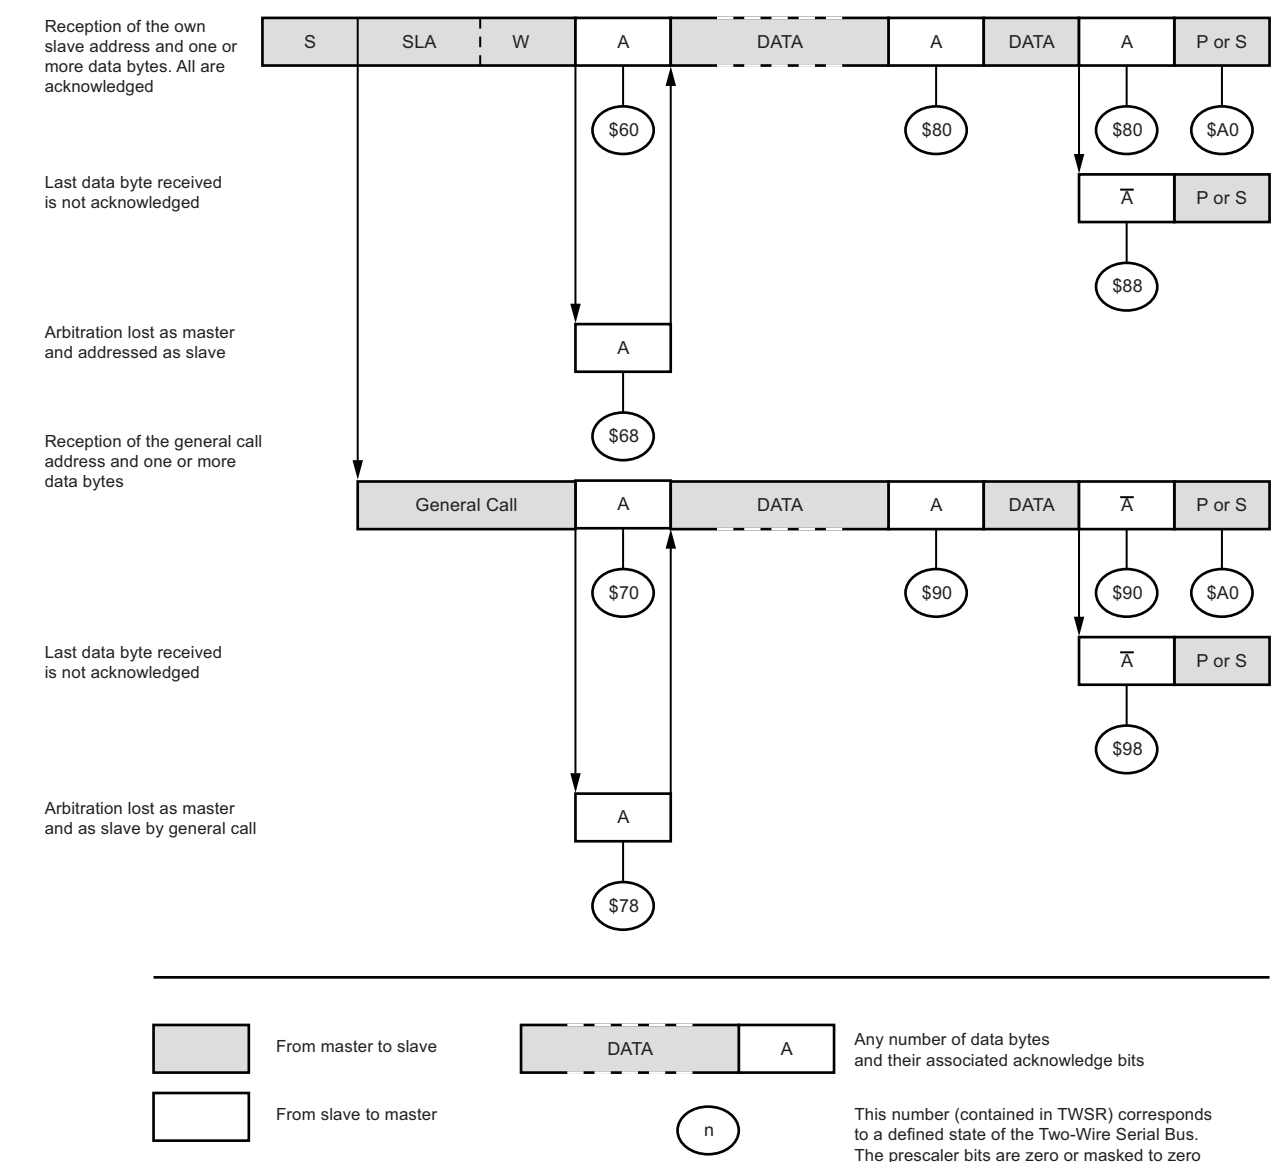 Reception of the own
slave address and one or
more data bytes. All are
acknowledged
S SLA W A DATA A DATA A P or S
$60 $80 $80 $A0
Last data byte received
is not acknowledged
A̅ P or S
$88
Arbitration lost as master
and addressed as slave
A
$68
Reception of the general call
address and one or more
data bytes
General Call A DATA A DATA A̅ P or S
$70 $90 $90 $A0
Last data byte received
is not acknowledged
A̅ P or S
$98
Arbitration lost as master
and as slave by general call
A
$78
From master to slave
DATA A
Any number of data bytes
and their associated acknowledge bits
From slave to master
n
This number (contained in TWSR) corresponds
to a defined state of the Two-Wire Serial Bus.
The prescaler bits are zero or masked to zero